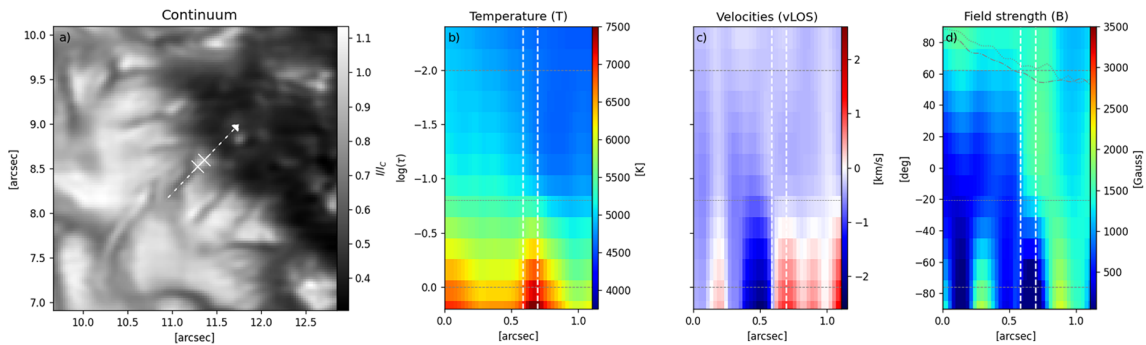 Continuum
a)
10.0
9.5
9.0
8.5
8.0
7.5
7.0
[arcsec]
10.0 10.5 11.0 11.5 12.0 12.5
[arcsec]
1.1
1.0
0.9
0.8
0.7
0.6
0.5
0.4
I/I_C
Temperature (T)
b)
−2.0
−1.5
−1.0
−0.5
0.0
log(τ)
0.0 0.5 1.0
[arcsec]
7500
7000
6500
6000
5500
5000
4500
4000
[K]
Velocities (vLOS)
c)
0.0 0.5 1.0
[arcsec]
2
1
0
−1
−2
[km/s]
Field strength (B)
d)
80
60
40
20
0
−20
−40
−60
−80
[deg]
0.0 0.5 1.0
[arcsec]
3500
3000
2500
2000
1500
1000
500
[Gauss]